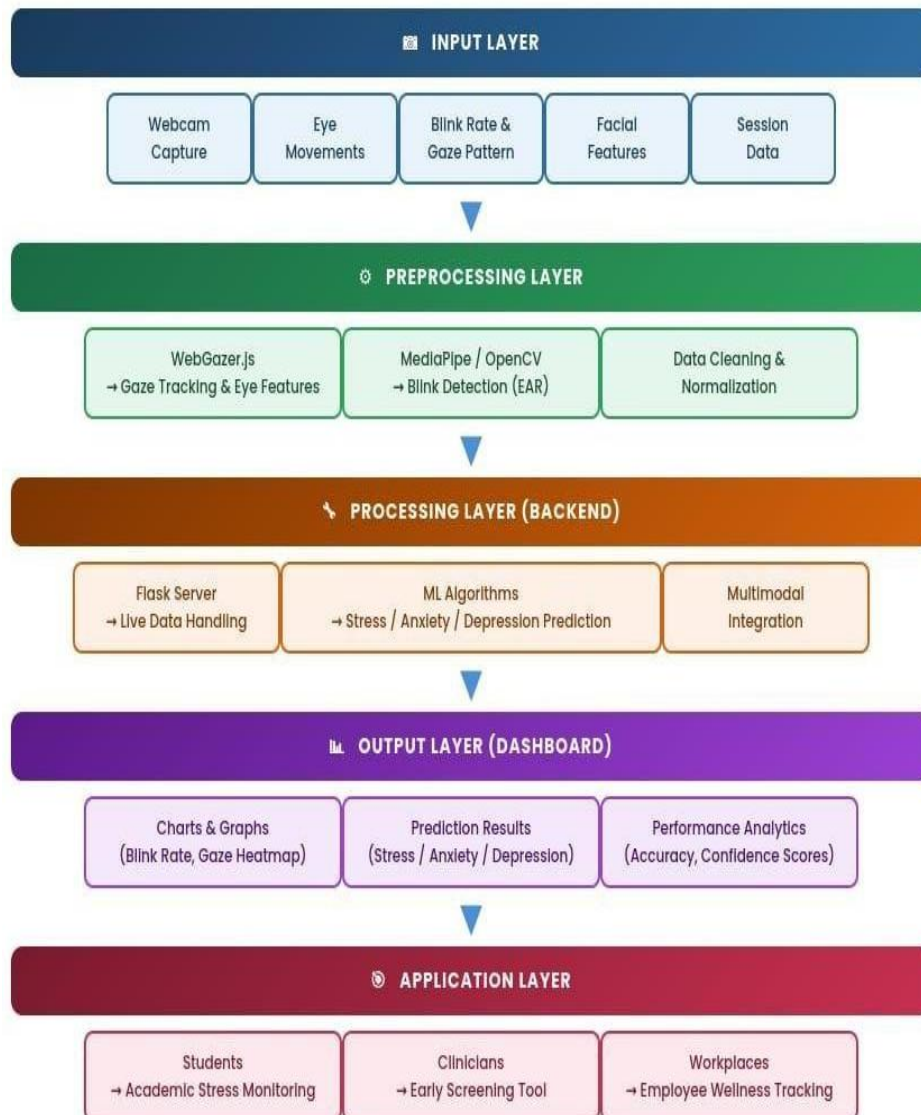 INPUT LAYER
Webcam
Capture
Eye
Movements
Blink Rate &
Gaze Pattern
Facial
Features
Session
Data
PREPROCESSING LAYER
WebGazer.js
→ Gaze Tracking & Eye Features
MediaPipe / OpenCV
→ Blink Detection (EAR)
Data Cleaning &
Normalization
PROCESSING LAYER (BACKEND)
Flask Server
→ Live Data Handling
ML Algorithms
→ Stress / Anxiety / Depression Prediction
Multimodal
Integration
OUTPUT LAYER (DASHBOARD)
Charts & Graphs
(Blink Rate, Gaze Heatmap)
Prediction Results
(Stress / Anxiety / Depression)
Performance Analytics
(Accuracy, Confidence Scores)
APPLICATION LAYER
Students
→ Academic Stress Monitoring
Clinicians
→ Early Screening Tool
Workplaces
→ Employee Wellness Tracking